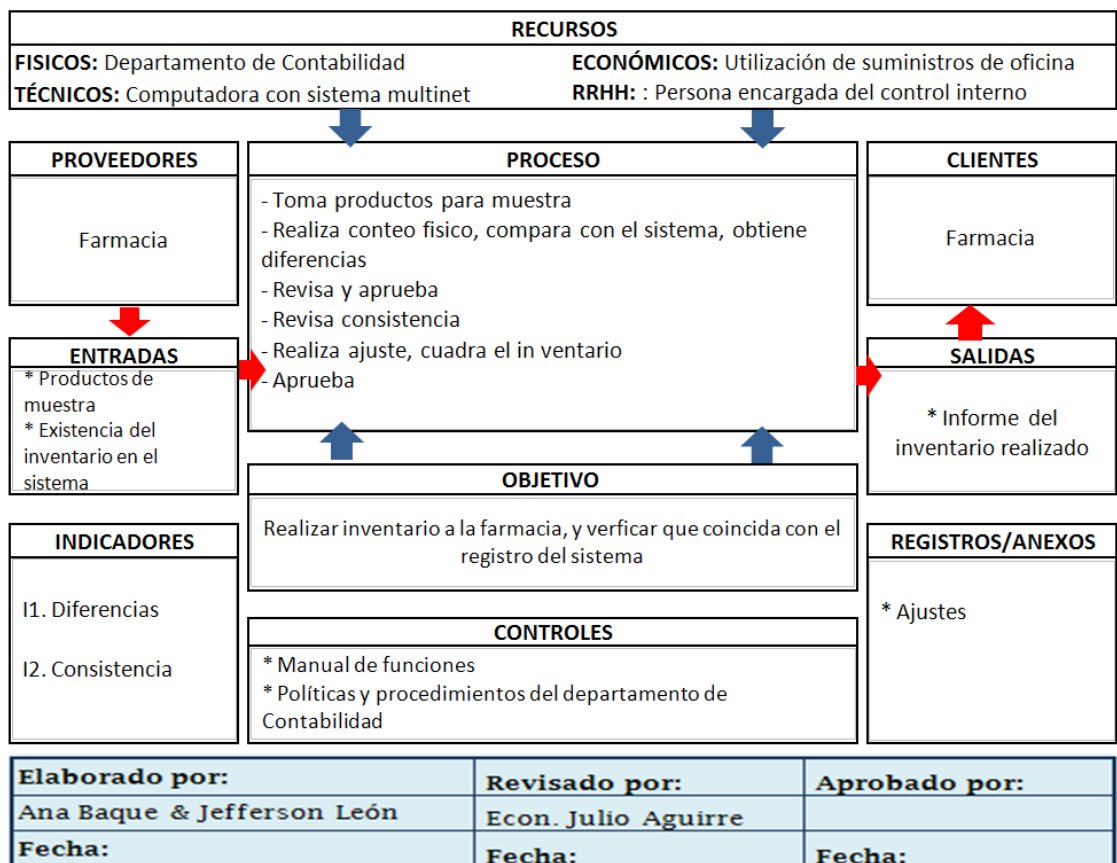 RECURSOS
FISICOS: Departamento de Contabilidad
ECONÓMICOS: Utilización de suministros de oficina
TÉCNICOS: Computadora con sistema multinet
RRHH: : Persona encargada del control interno
PROVEEDORES
Farmacia
PROCESO
- Toma productos para muestra
- Realiza conteo fisico, compara con el sistema, obtiene
diferencias
- Revisa y aprueba
- Revisa consistencia
- Realiza ajuste, cuadra el in ventario
- Aprueba
CLIENTES
Farmacia
ENTRADAS
* Productos de
muestra
* Existencia del
inventario en el
sistema
SALIDAS
* Informe del
inventario realizado
OBJETIVO
Realizar inventario a la farmacia, y verficar que coincida con el
registro del sistema
INDICADORES
I1. Diferencias
I2. Consistencia
REGISTROS/ANEXOS
* Ajustes
CONTROLES
* Manual de funciones
* Políticas y procedimientos del departamento de
Contabilidad
Elaborado por:
Revisado por:
Aprobado por:
Ana Baque & Jefferson León
Econ. Julio Aguirre
Fecha:
Fecha:
Fecha: